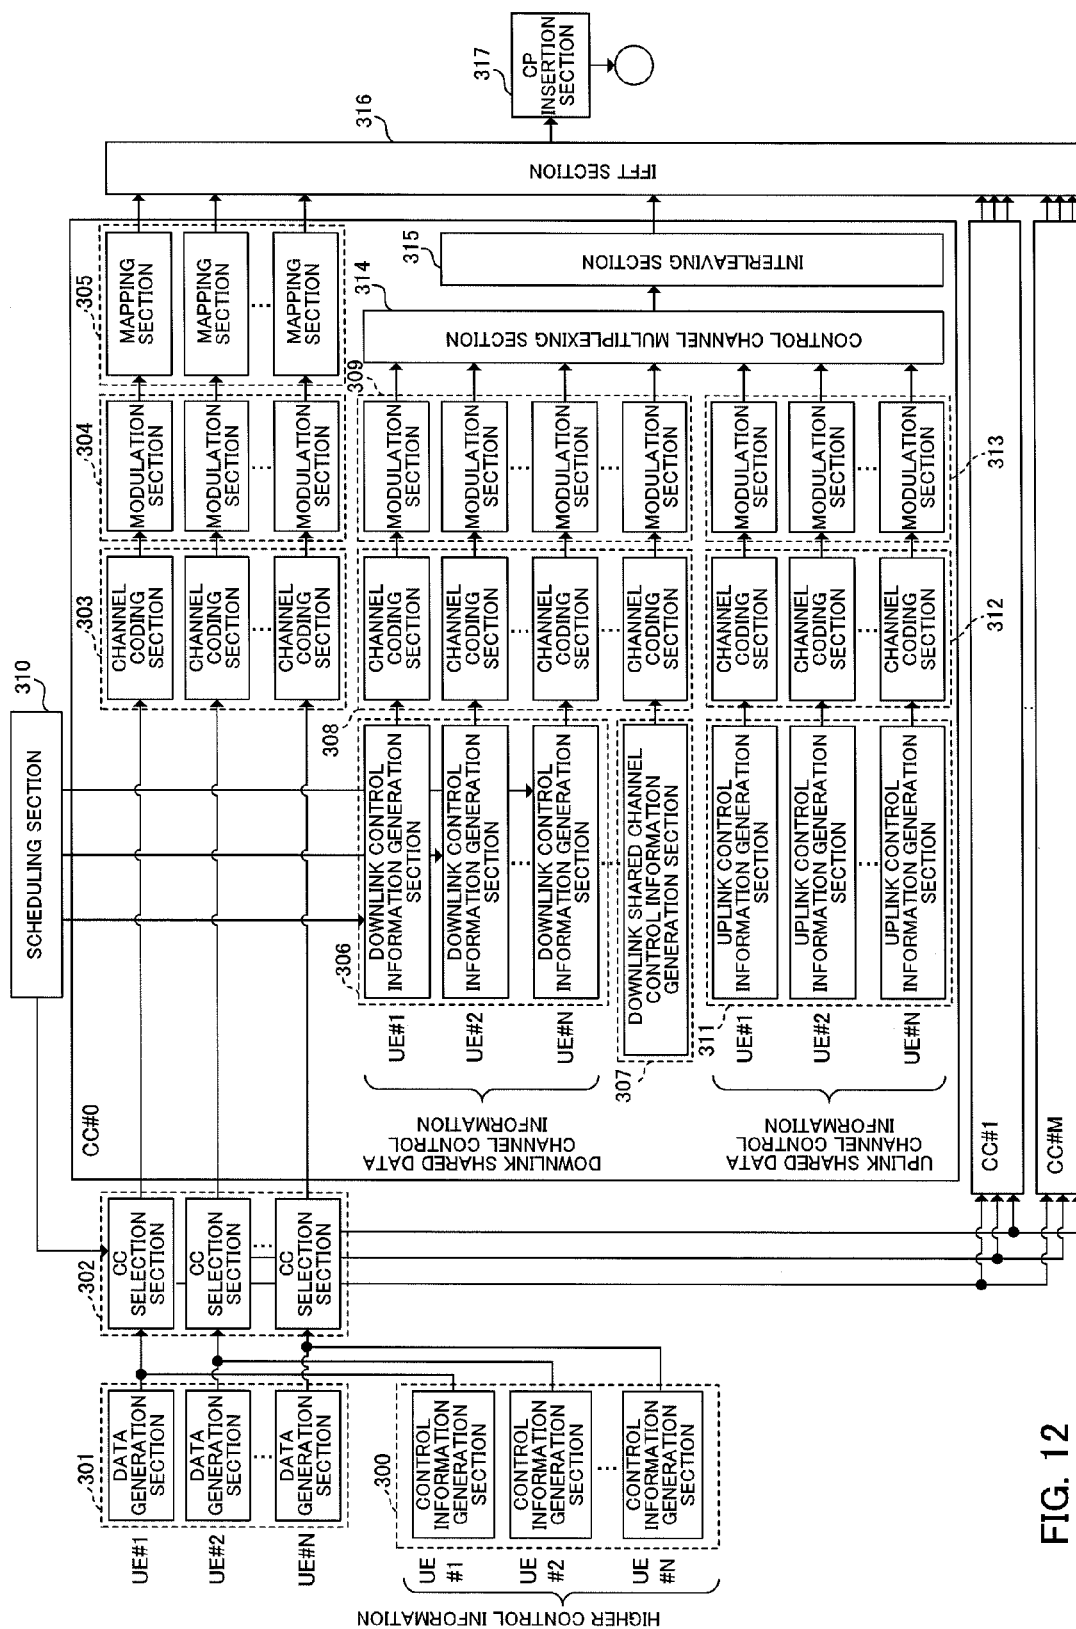 310
SCHEDULING SECTION
CC#0
301
DATA
GENERATION
SECTION
DATA
GENERATION
SECTION
DATA
GENERATION
SECTION
UE#1
UE#2
UE#N
302
CC
SELECTION
SECTION
CC
SELECTION
SECTION
CC
SELECTION
SECTION
303
CHANNEL
CODING
SECTION
CHANNEL
CODING
SECTION
CHANNEL
CODING
SECTION
304
MODULATION
SECTION
MODULATION
SECTION
MODULATION
SECTION
305
MAPPING
SECTION
MAPPING
SECTION
MAPPING
SECTION
316
IFFT SECTION
317
CP
INSERTION
SECTION
HIGHER CONTROL INFORMATION
UE
#1
UE
#2
UE
#N
300
CONTROL
INFORMATION
GENERATION
SECTION
CONTROL
INFORMATION
GENERATION
SECTION
CONTROL
INFORMATION
GENERATION
SECTION
DOWNLINK SHARED DATA
CHANNEL CONTROL
INFORMATION
UE#1
UE#2
UE#N
306
DOWNLINK CONTROL
INFORMATION GENERATION
SECTION
DOWNLINK CONTROL
INFORMATION GENERATION
SECTION
DOWNLINK CONTROL
INFORMATION GENERATION
SECTION
307
DOWNLINK SHARED CHANNEL
CONTROL INFORMATION
GENERATION SECTION
308
CHANNEL
CODING
SECTION
CHANNEL
CODING
SECTION
CHANNEL
CODING
SECTION
CHANNEL
CODING
SECTION
309
MODULATION
SECTION
MODULATION
SECTION
MODULATION
SECTION
MODULATION
SECTION
314
CONTROL CHANNEL MULTIPLEXING SECTION
315
INTERLEAVING SECTION
UPLINK SHARED DATA
CHANNEL CONTROL
INFORMATION
UE#1
UE#2
UE#N
311
UPLINK CONTROL
INFORMATION GENERATION
SECTION
UPLINK CONTROL
INFORMATION GENERATION
SECTION
UPLINK CONTROL
INFORMATION GENERATION
SECTION
CHANNEL
CODING
SECTION
CHANNEL
CODING
SECTION
CHANNEL
CODING
SECTION
312
MODULATION
SECTION
MODULATION
SECTION
MODULATION
SECTION
313
CC#1
CC#M
FIG. 12